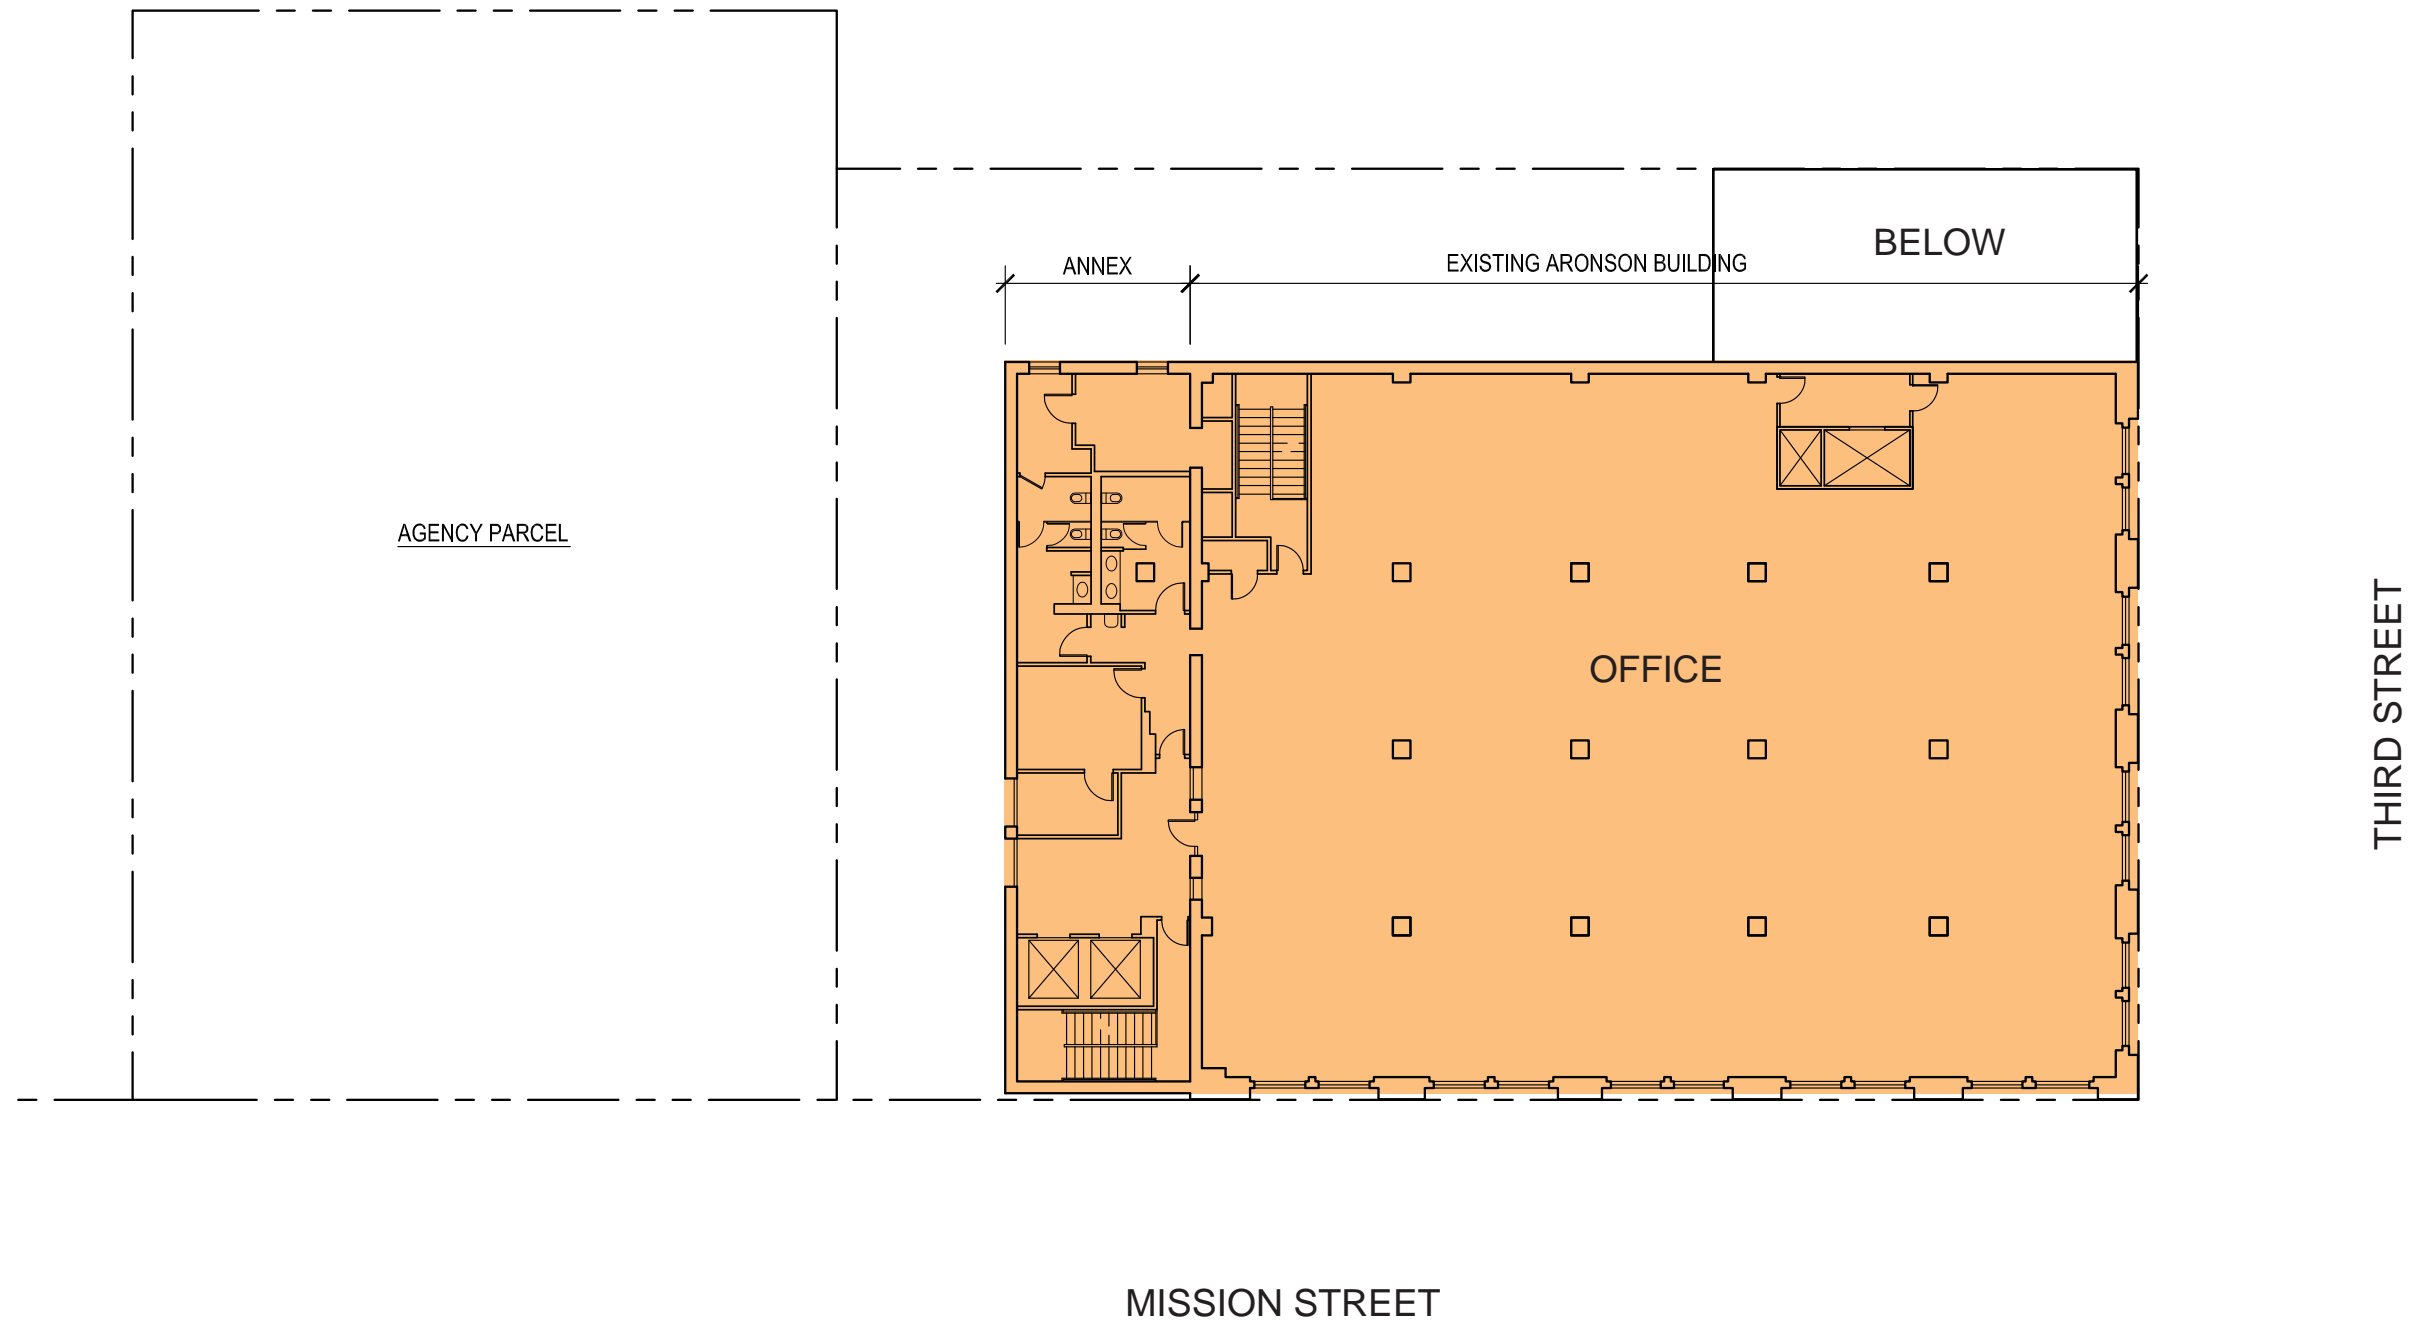 BELOW
ANNEX
EXISTING ARONSON BUILDING
AGENCY PARCEL
OFFICE
THIRD STREET
MISSION STREET